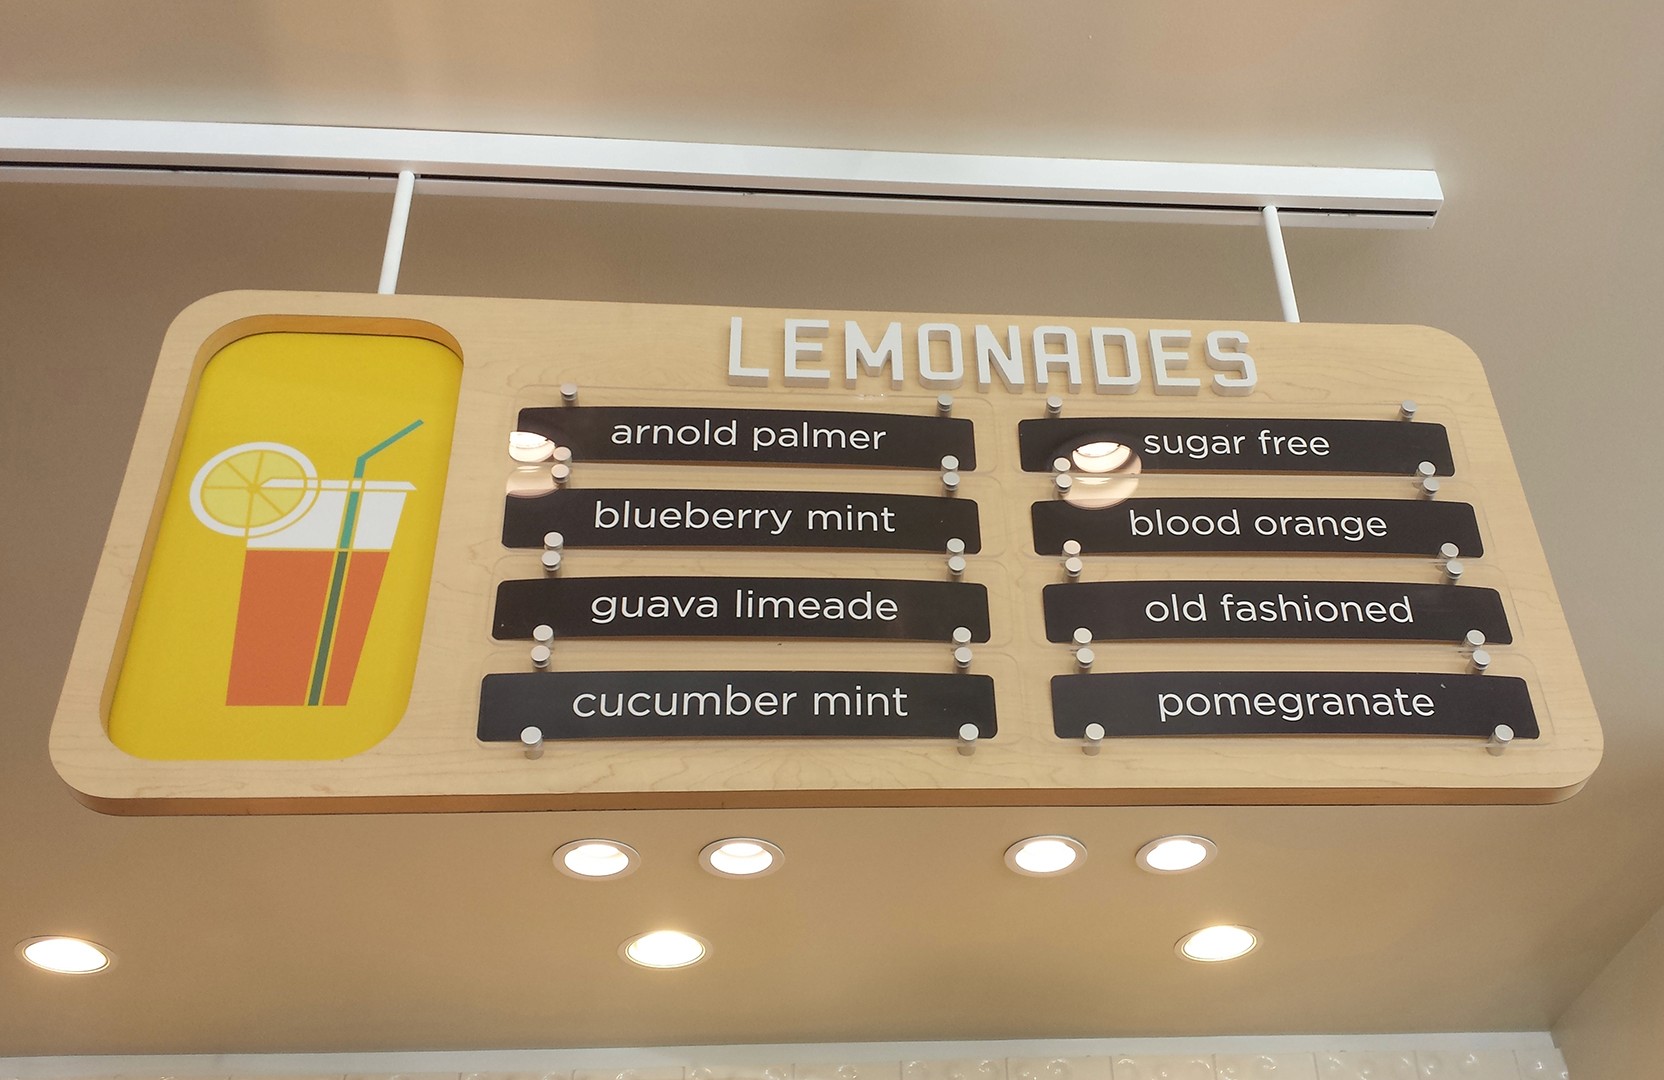 LEMONADES
arnold palmer
blueberry mint
guava limeade
cucumber mint
sugar free
blood orange
old fashioned
pomegranate